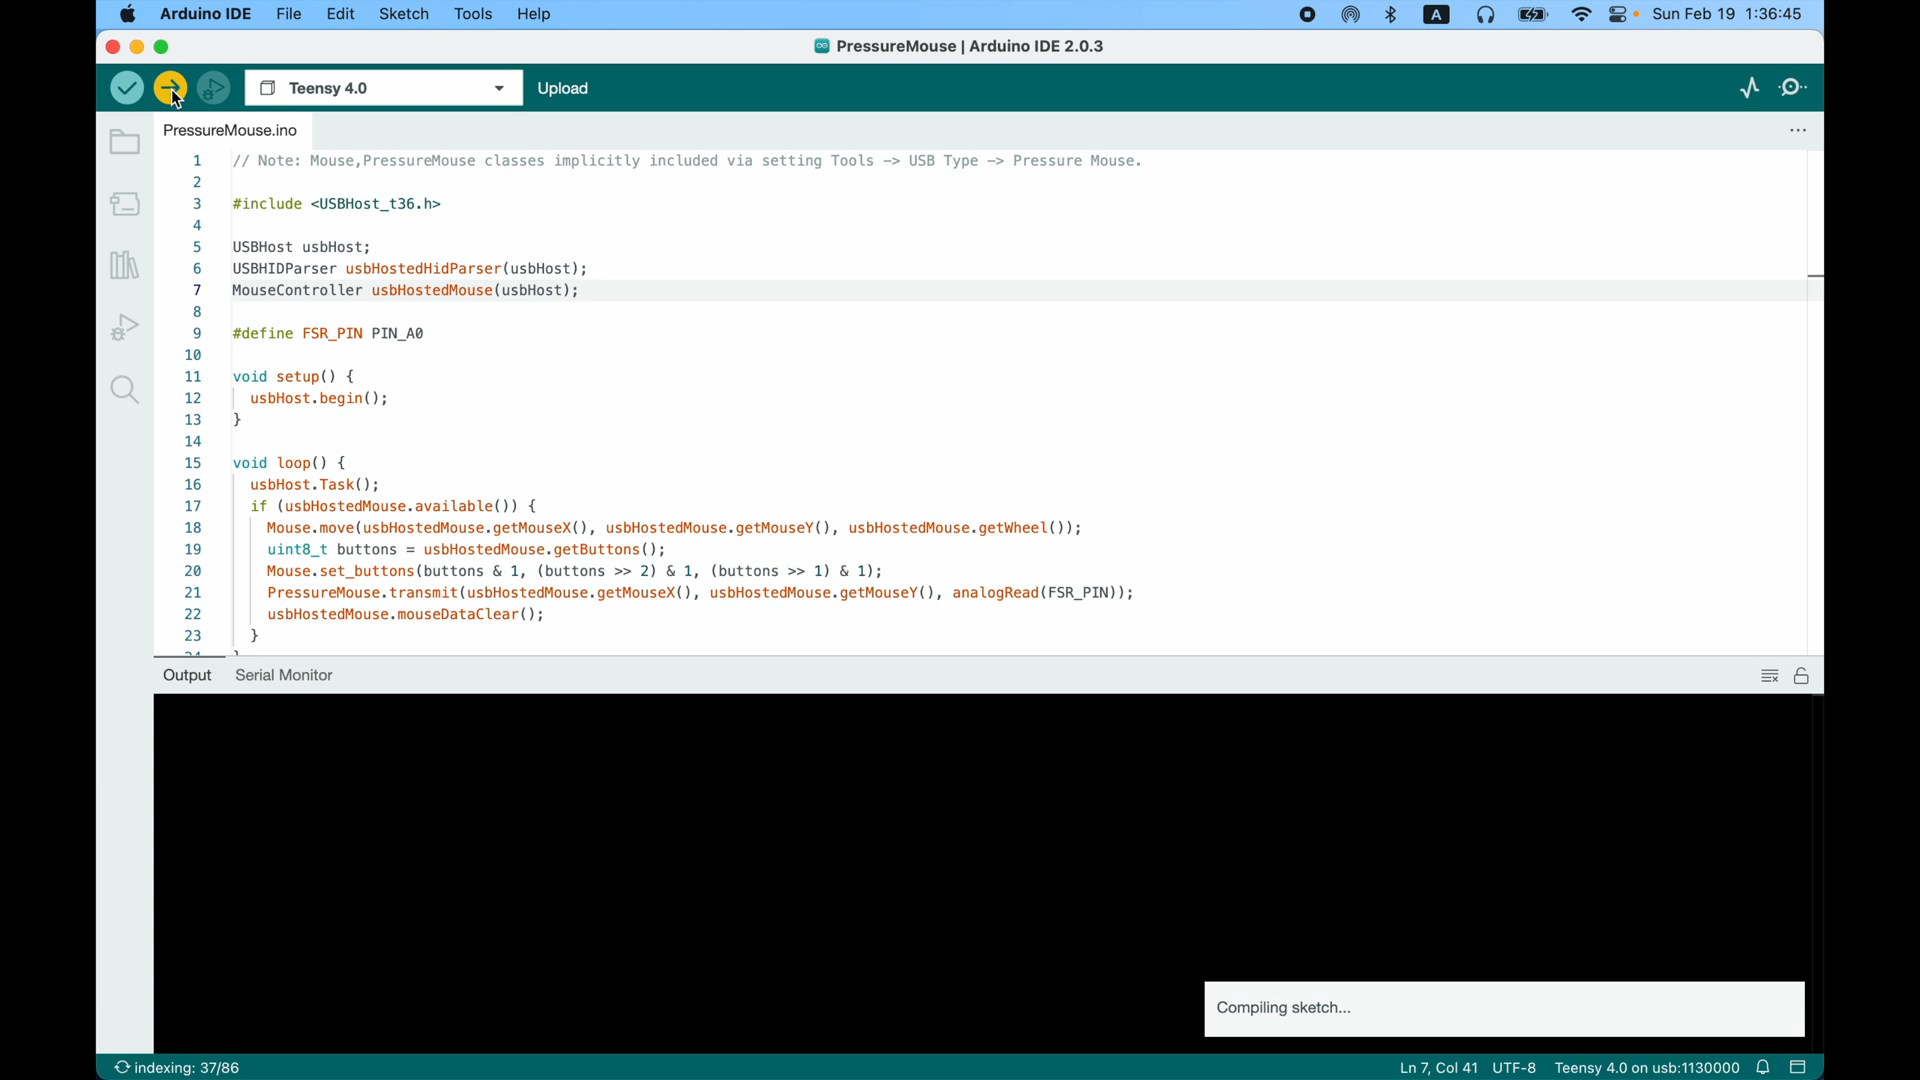 Arduino IDE File Edit Sketch Tools Help A Sun Feb 19 1:36:45
PressureMouse | Arduino IDE 2.0.3
Teensy 4.0 Upload
PressureMouse.ino
1 // Note: Mouse,PressureMouse classes implicitly included via setting Tools -> USB Type -> Pressure Mouse.
2
3 #include <USBHost_t36.h>
4
5 USBHost usbHost;
6 USBHIDParser usbHostedHidParser(usbHost);
7 MouseController usbHostedMouse(usbHost);
8
9 #define FSR_PIN PIN_A0
10
11 void setup() {
12 usbHost.begin();
13 }
14
15 void loop() {
16 usbHost.Task();
17 if (usbHostedMouse.available()) {
18 Mouse.move(usbHostedMouse.getMouseX(), usbHostedMouse.getMouseY(), usbHostedMouse.getWheel());
19 uint8_t buttons = usbHostedMouse.getButtons();
20 Mouse.set_buttons(buttons & 1, (buttons >> 2) & 1, (buttons >> 1) & 1);
21 PressureMouse.transmit(usbHostedMouse.getMouseX(), usbHostedMouse.getMouseY(), analogRead(FSR_PIN));
22 usbHostedMouse.mouseDataClear();
23 }
Output Serial Monitor
Compiling sketch...
indexing: 37/86 Ln 7, Col 41 UTF-8 Teensy 4.0 on usb:1130000